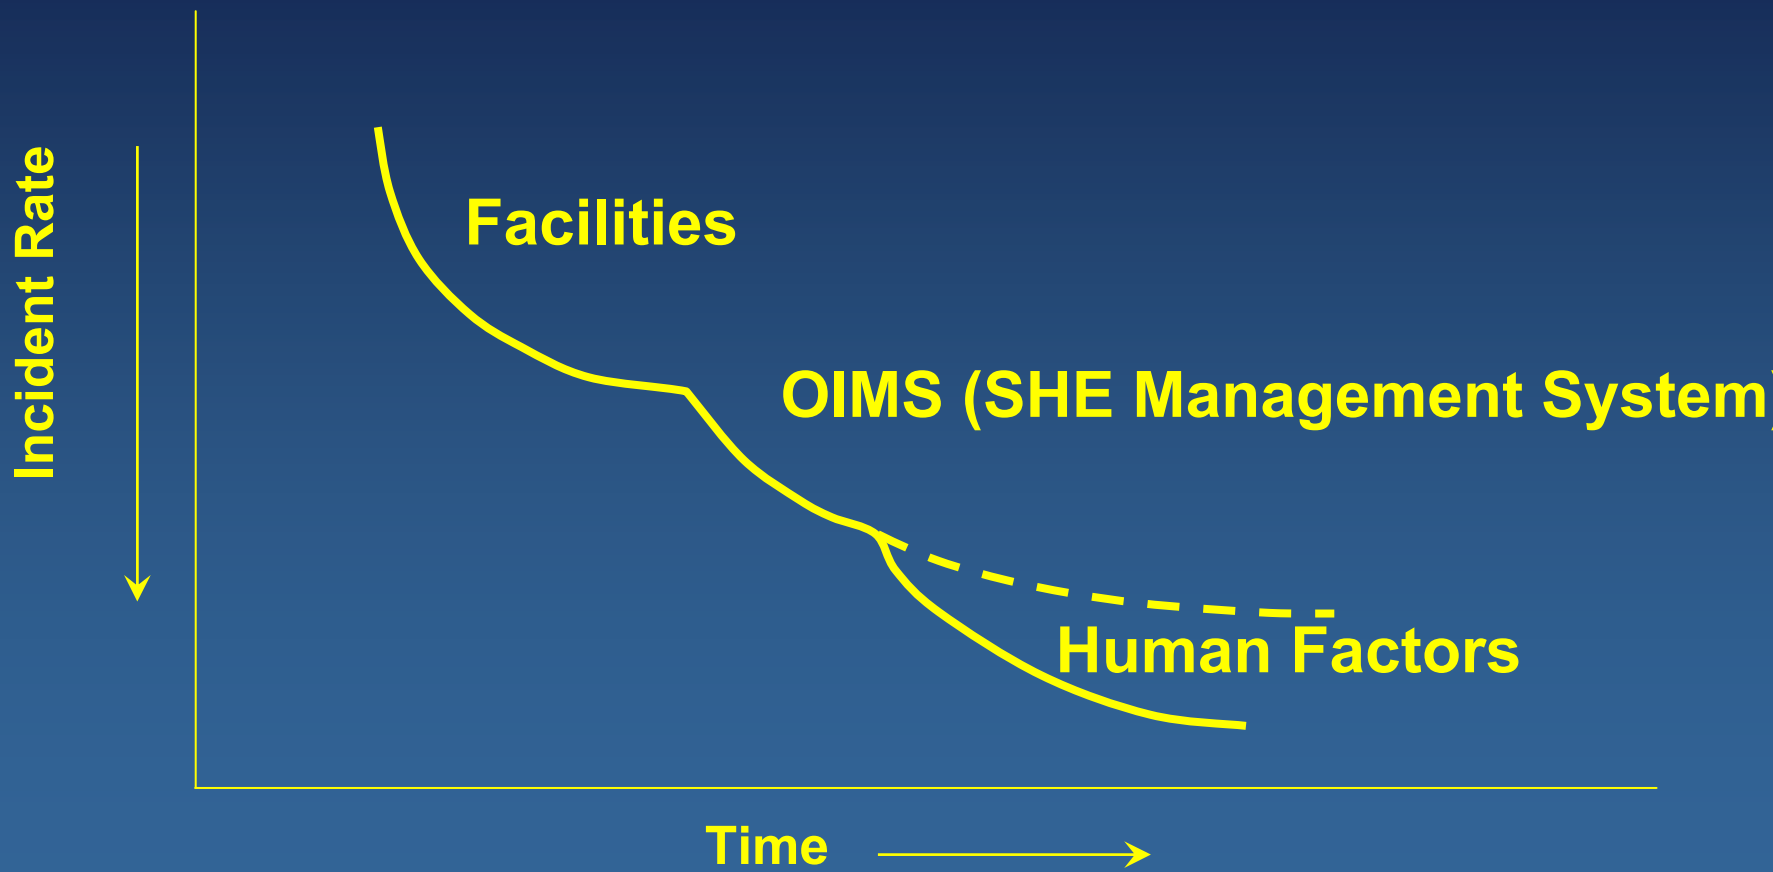 Incident Rate
Facilities
OIMS (SHE Management System)
Human Factors
Time